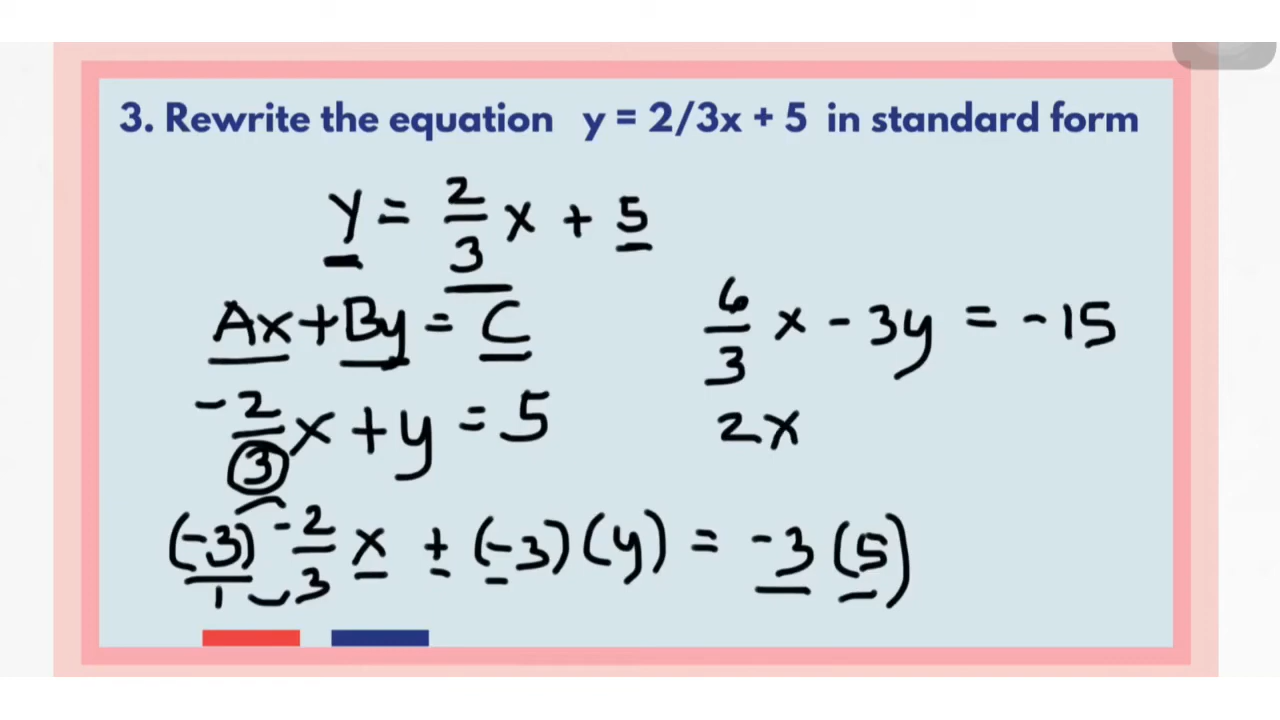 3. Rewrite the equation y = 2/3x + 5 in standard form
y = 2/3 x + 5
Ax + By = C
-2/3 x + y = 5
(-3)/1 -2/3 x + (-3)(y) = -3(5)
6/3 x - 3y = -15
2x